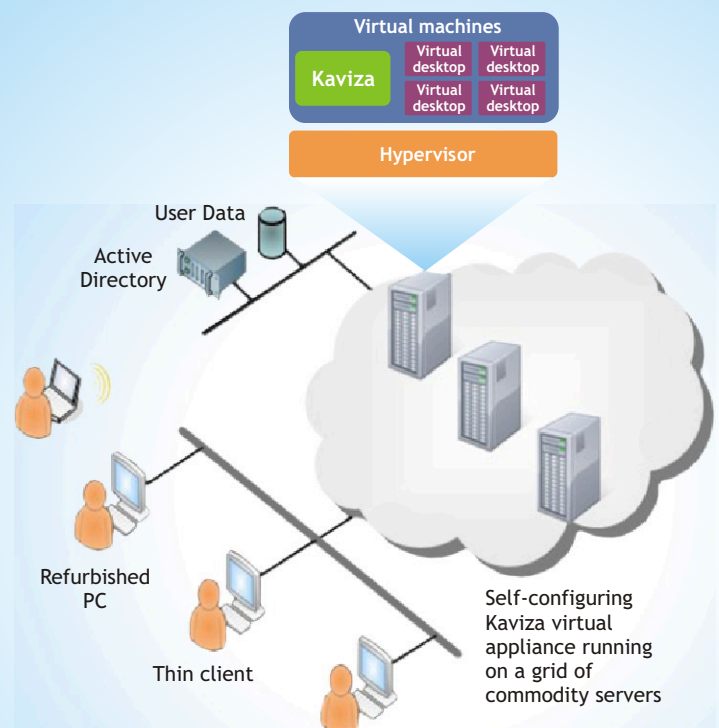 Virtual machines
Kaviza
Virtual
desktop
Virtual
desktop
Virtual
desktop
Virtual
desktop
Hypervisor
User Data
Active
Directory
Refurbished
PC
Thin client
Self-configuring
Kaviza virtual
appliance running
on a grid of
commodity servers